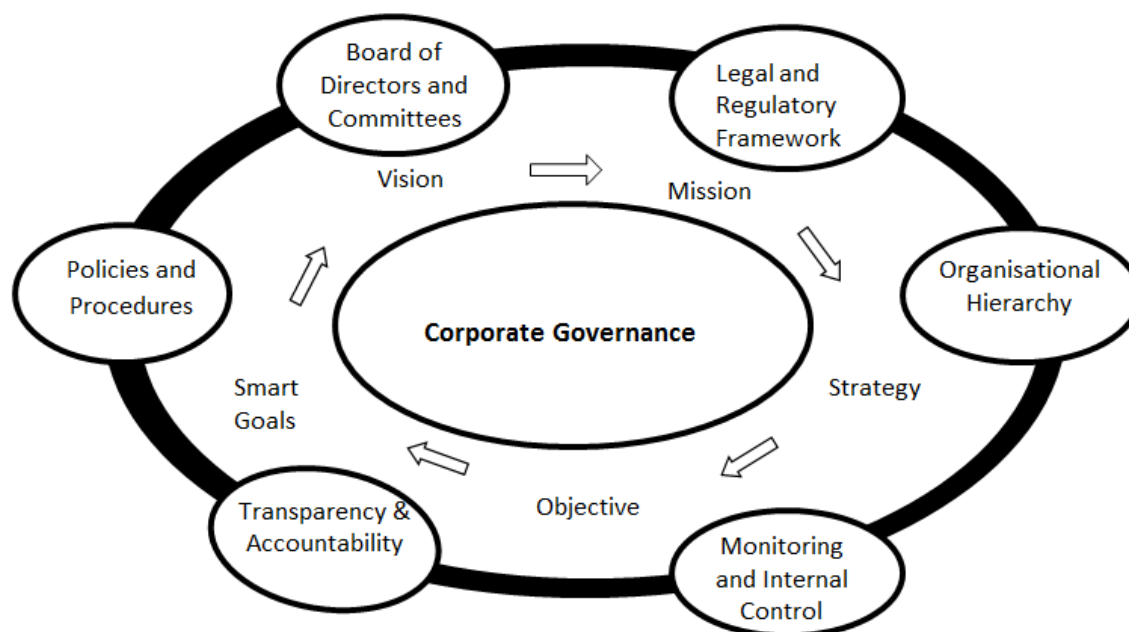 Board of
Directors and
Committees
Legal and
Regulatory
Framework
Vision
Mission
Policies and
Procedures
Organisational
Hierarchy
Corporate Governance
Smart
Goals
Strategy
Objective
Transparency &
Accountability
Monitoring
and Internal
Control